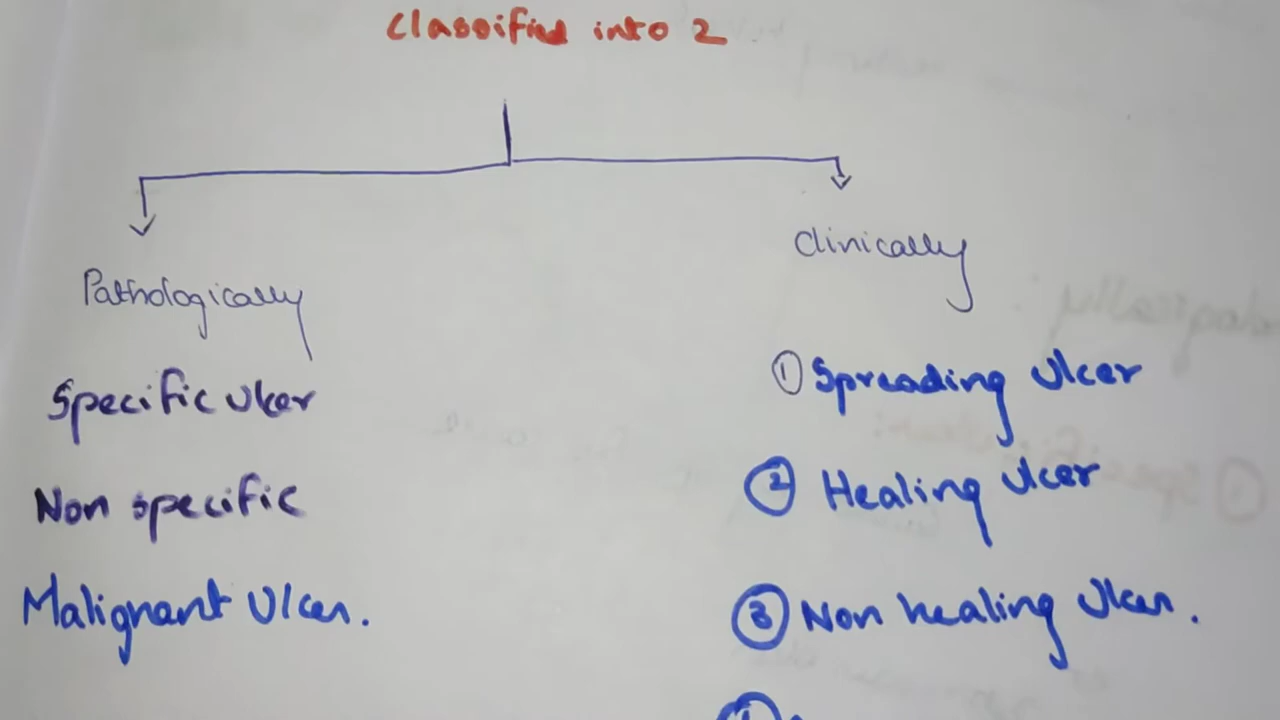 Classified into 2
Pathologically
Clinically
Specific ulcer
Non specific
Malignant Ulcer.
① Spreading Ulcer
② Healing Ulcer
③ Non healing Ulcer.